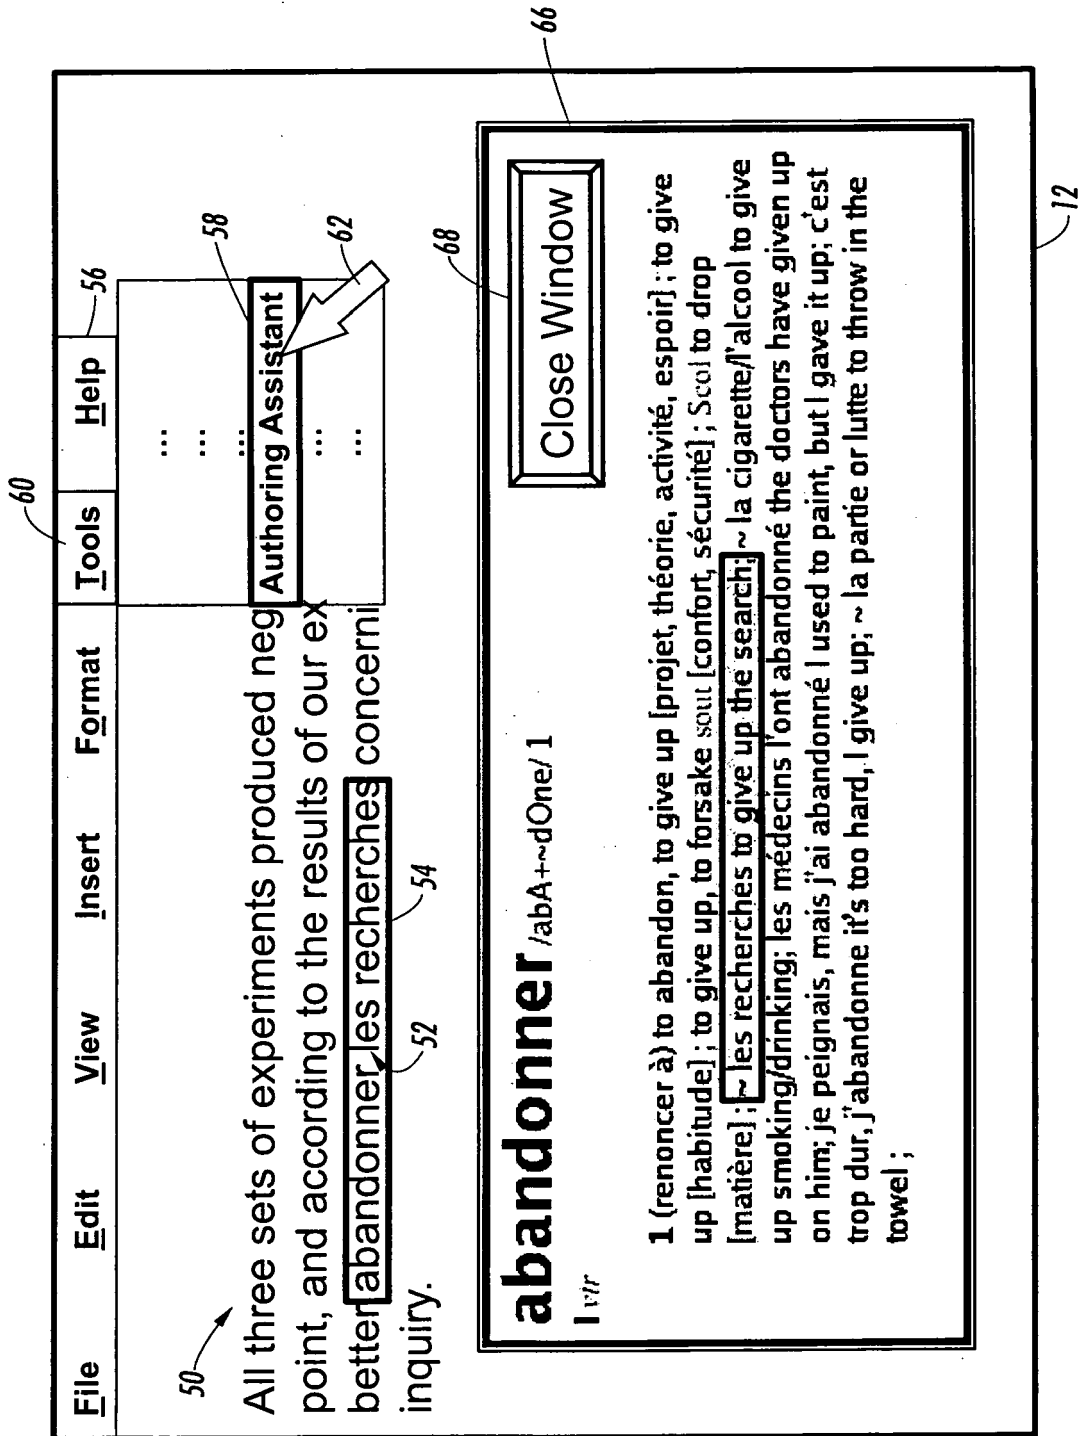 File Edit View Insert Format Tools Help
60
56
50
...
...
...
Authoring Assistant
...
...
58
62
All three sets of experiments produced neg
point, and according to the results of our ex
better abandonner les recherches concerni
inquiry.
52
54
68
Close Window
abandonner /abA+~dOne/ 1
I vtr
1 (renoncer à) to abandon, to give up [projet, théorie, activité, espoir] ; to give
up [habitude] ; to give up, to forsake sout [confort, sécurité] ; Scol to drop
[matière] ; ~ les recherches to give up the search; ~ la cigarette/l'alcool to give
up smoking/drinking; les médecins l'ont abandonné the doctors have given up
on him; je peignais, mais j'ai abandonné I used to paint, but I gave it up; c'est
trop dur, j'abandonne it's too hard, I give up; ~ la partie or lutte to throw in the
towel ;
66
12